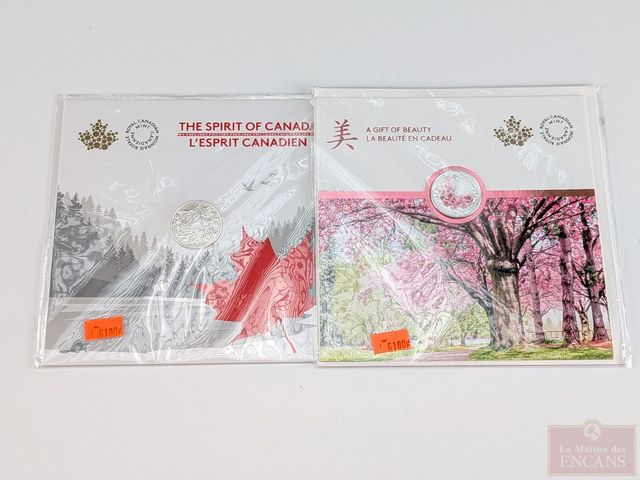 THE SPIRIT OF CANADA
L'ESPRIT CANADIEN
ROYAL CANADIAN MINT
MONNAIE ROYALE CANADIENNE
美
A GIFT OF BEAUTY
LA BEAUTÉ EN CADEAU
ROYAL CANADIAN MINT
MONNAIE ROYALE CANADIENNE
La Maison des
ENCANS